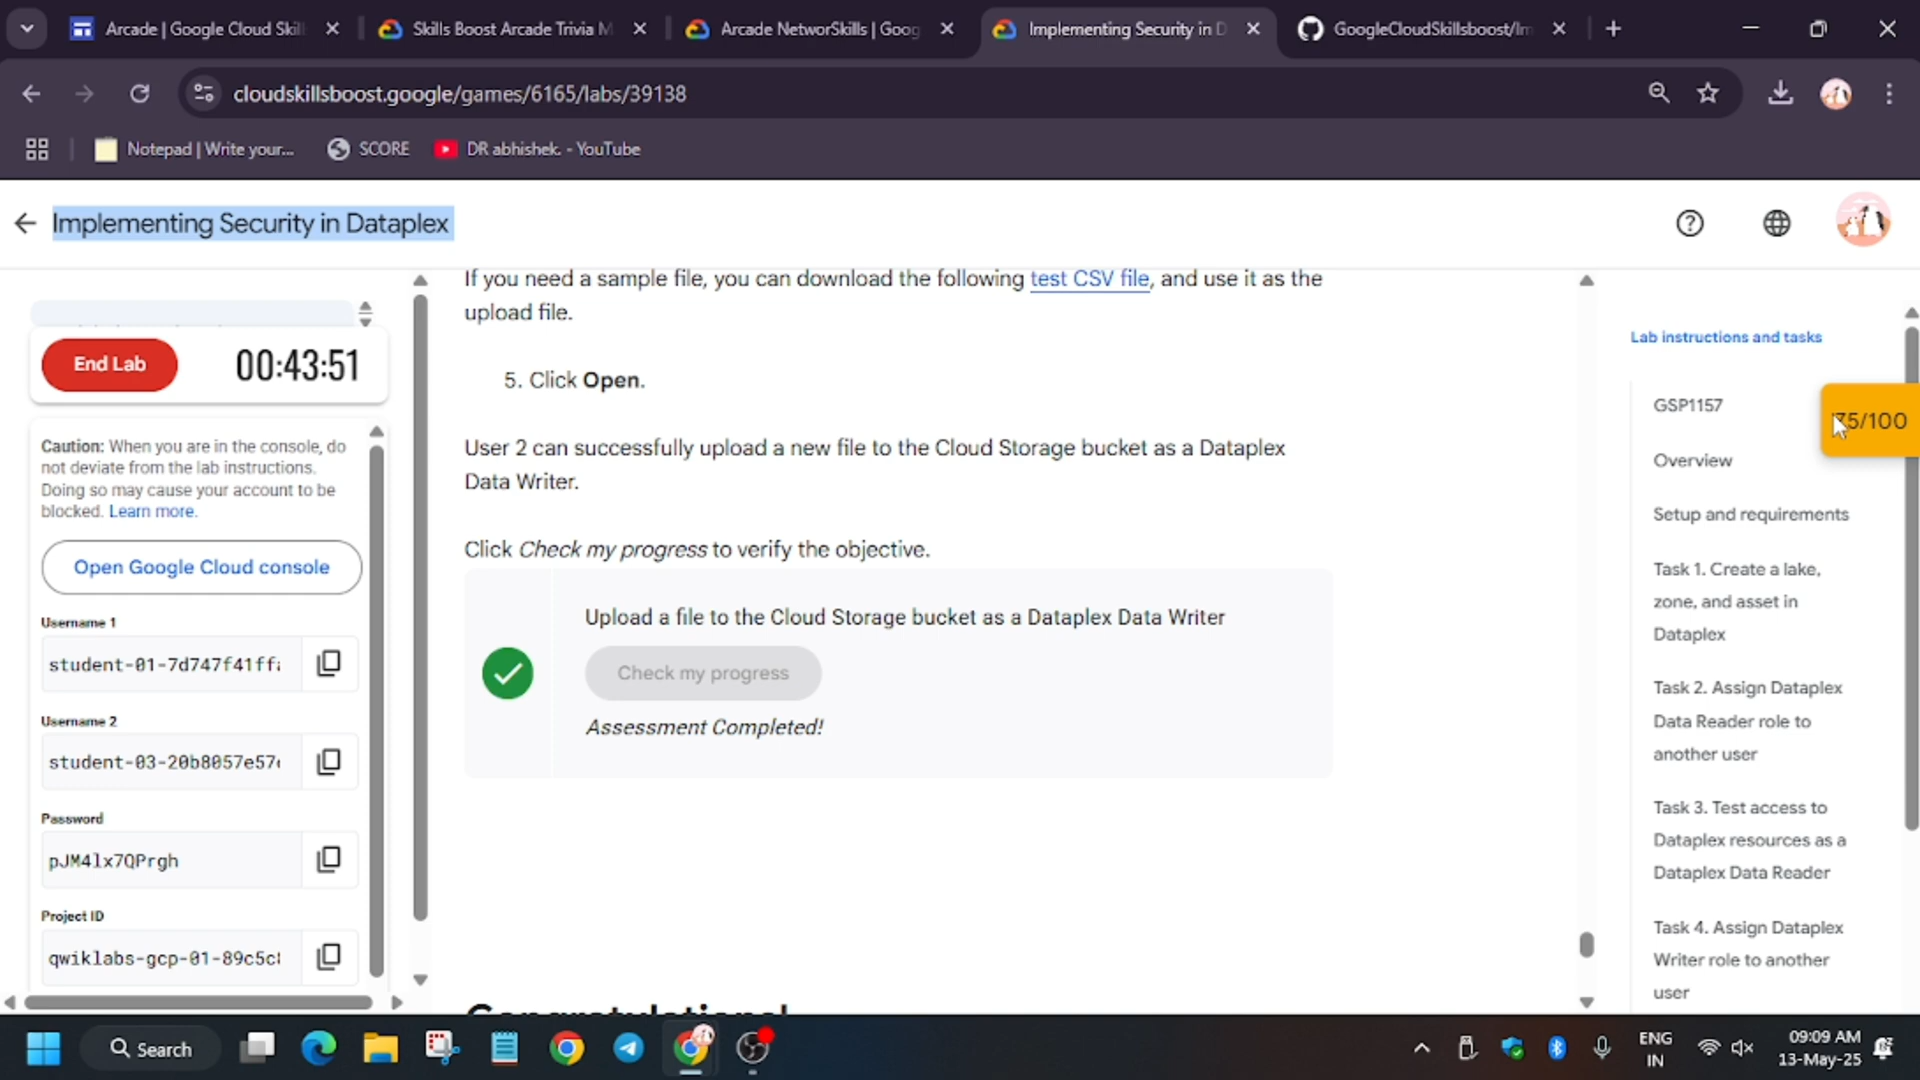 Arcade | Google Cloud Skil
Skills Boost Arcade Trivia M
Arcade NetworSkills | Goog
Implementing Security in D
GoogleCloudSkillsboost/Im
cloudskillsboost.google/games/6165/labs/39138
Notepad | Write your...
SCORE
DR abhishek. - YouTube
Implementing Security in Dataplex
End Lab
00:43:51
Caution: When you are in the console, do
not deviate from the lab instructions.
Doing so may cause your account to be
blocked. Learn more.
Open Google Cloud console
Username 1
student-01-7d747f41ff
Username 2
student-03-20b8057e57
Password
pJM4lx7QPrgh
Project ID
qwiklabs-gcp-01-89c5c
If you need a sample file, you can download the following test CSV file, and use it as the
upload file.
5. Click Open.
User 2 can successfully upload a new file to the Cloud Storage bucket as a Dataplex
Data Writer.
Click Check my progress to verify the objective.
Upload a file to the Cloud Storage bucket as a Dataplex Data Writer
Check my progress
Assessment Completed!
Congratulations!
Lab instructions and tasks
GSP1157
75/100
Overview
Setup and requirements
Task 1. Create a lake,
zone, and asset in
Dataplex
Task 2. Assign Dataplex
Data Reader role to
another user
Task 3. Test access to
Dataplex resources as a
Dataplex Data Reader
Task 4. Assign Dataplex
Writer role to another
user
Search
ENG
IN
09:09 AM
13-May-25